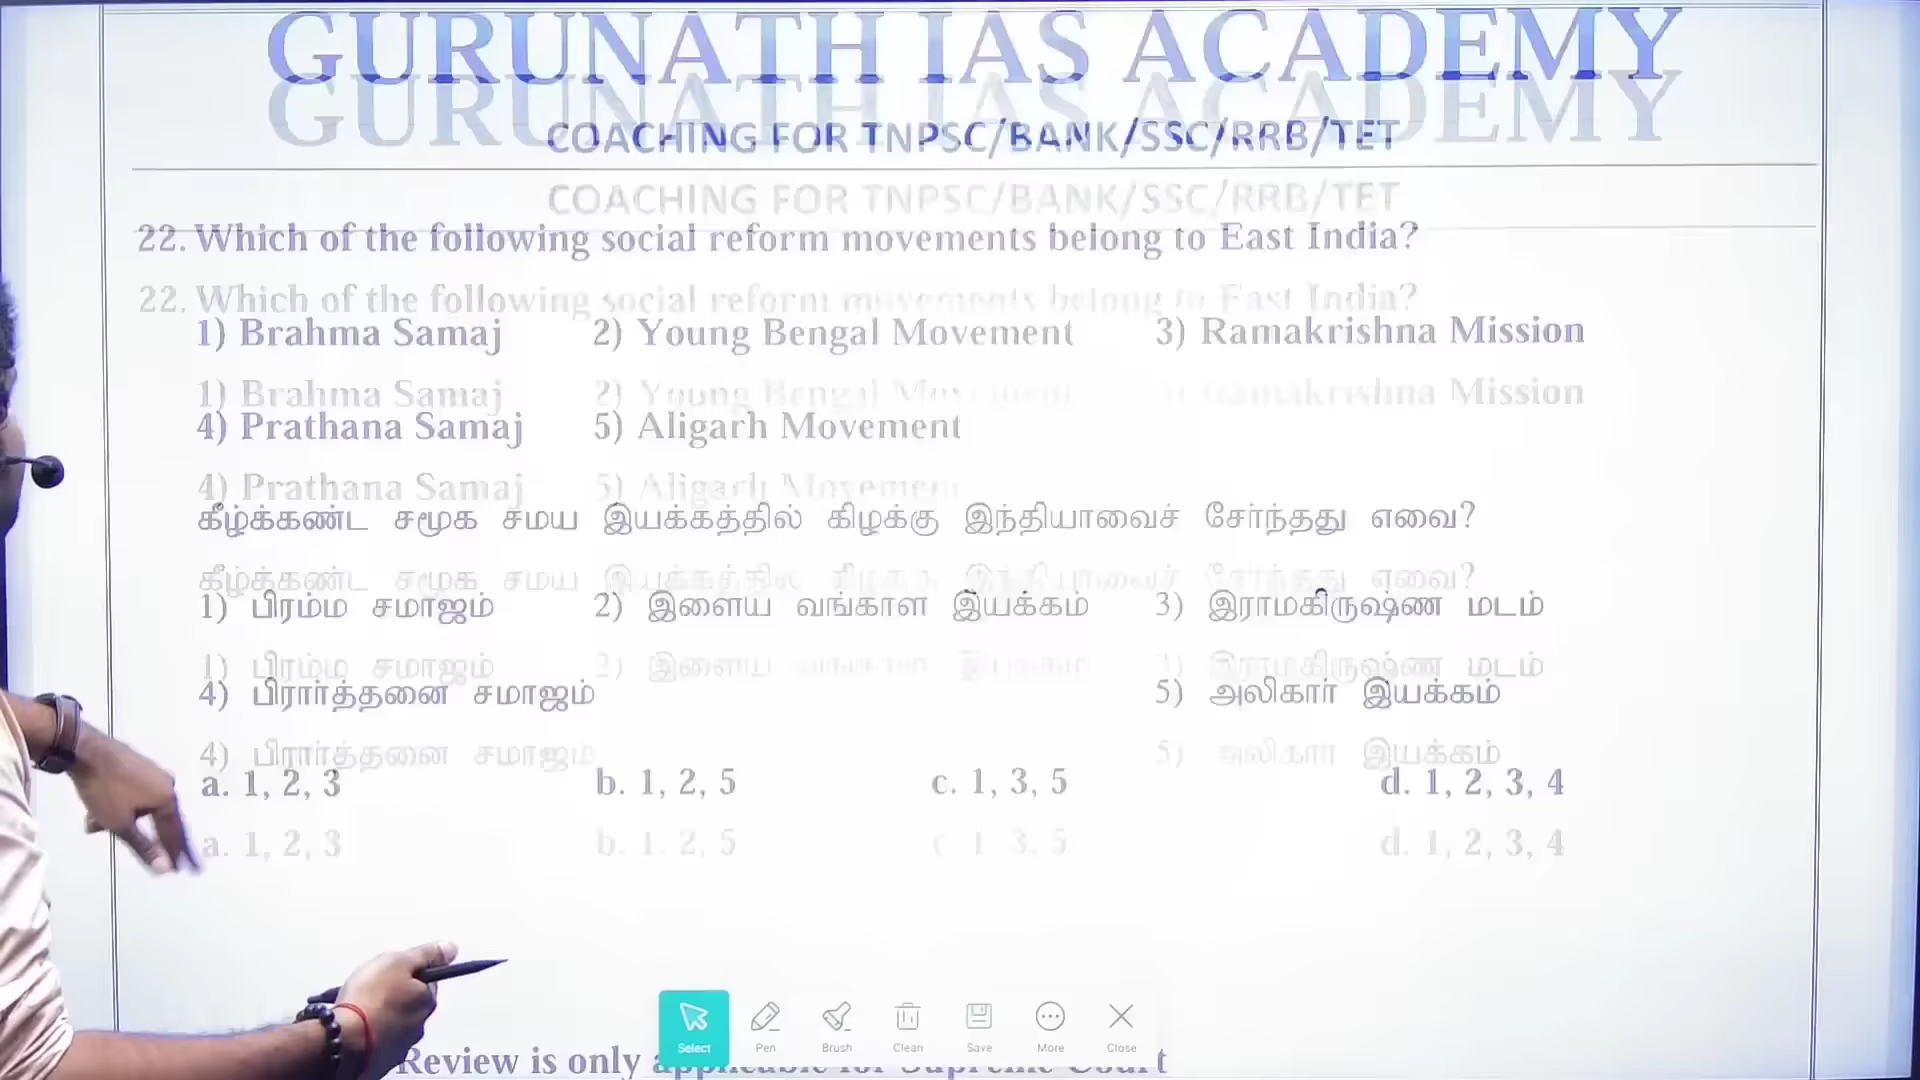 GURUNATH IAS ACADEMY
COACHING FOR TNPSC/BANK/SSC/RRB/TET
22. Which of the following social reform movements belong to East India?
1) Brahma Samaj 2) Young Bengal Movement 3) Ramakrishna Mission
4) Prathana Samaj 5) Aligarh Movement
கீழ்க்கண்ட சமூக சமய இயக்கத்தில் கிழக்கு இந்தியாவைச் சேர்ந்தது எவை?
1) பிரம்ம சமாஜம் 2) இளைய வங்காள இயக்கம் 3) இராமகிருஷ்ண மடம்
4) பிரார்த்தனை சமாஜம் 5) அலிகார் இயக்கம்
a. 1, 2, 3 b. 1, 2, 5 c. 1, 3, 5 d. 1, 2, 3, 4
Select Pen Brush Clean Save More Close
Review is only applicable for Supreme Court